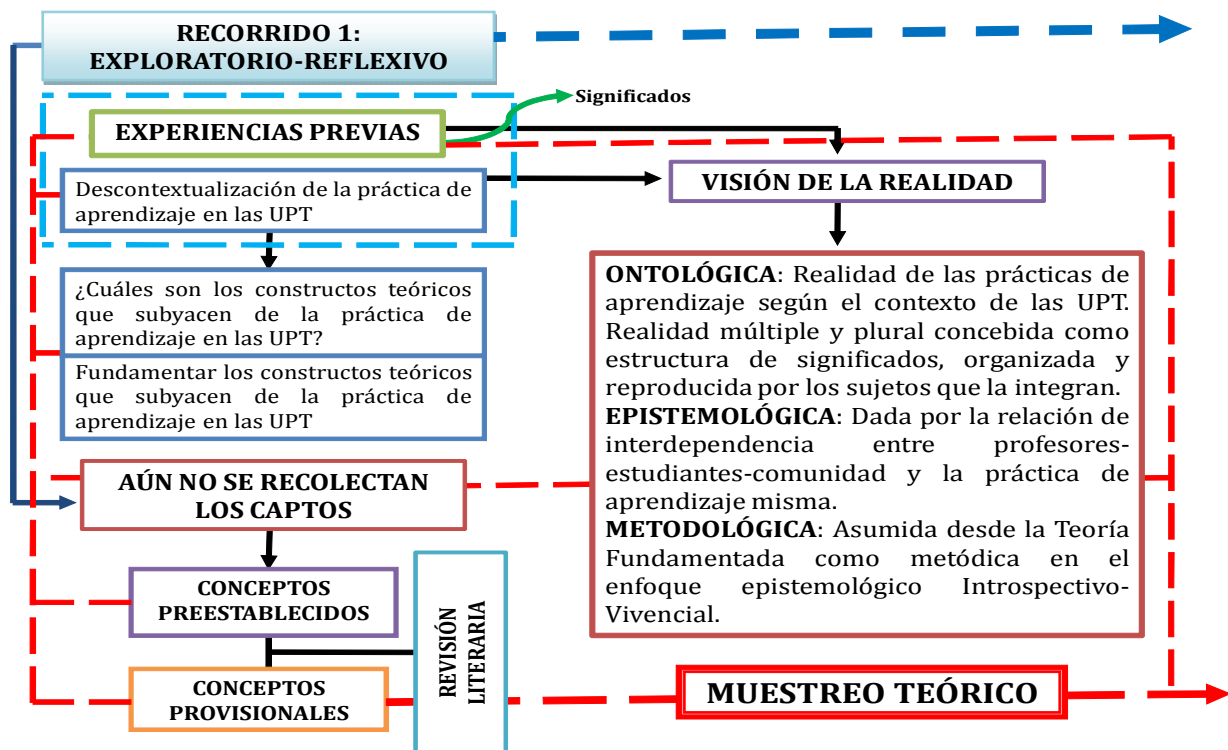 RECORRIDO 1:
EXPLORATORIO-REFLEXIVO
Significados
EXPERIENCIAS PREVIAS
Descontextualización de la práctica de
aprendizaje en las UPT
VISIÓN DE LA REALIDAD
¿Cuáles son los constructos teóricos
que subyacen de la práctica de
aprendizaje en las UPT?
Fundamentar los constructos teóricos
que subyacen de la práctica de
aprendizaje en las UPT
ONTOLÓGICA: Realidad de las prácticas de
aprendizaje según el contexto de las UPT.
Realidad múltiple y plural concebida como
estructura de significados, organizada y
reproducida por los sujetos que la integran.
EPISTEMOLÓGICA: Dada por la relación de
interdependencia entre profesores-
estudiantes-comunidad y la práctica de
aprendizaje misma.
METODOLÓGICA: Asumida desde la Teoría
Fundamentada como metódica en el
enfoque epistemológico Introspectivo-
Vivencial.
AÚN NO SE RECOLECTAN
LOS CAPTOS
CONCEPTOS
PREESTABLECIDOS
REVISIÓN
LITERARIA
CONCEPTOS
PROVISIONALES
MUESTREO TEÓRICO